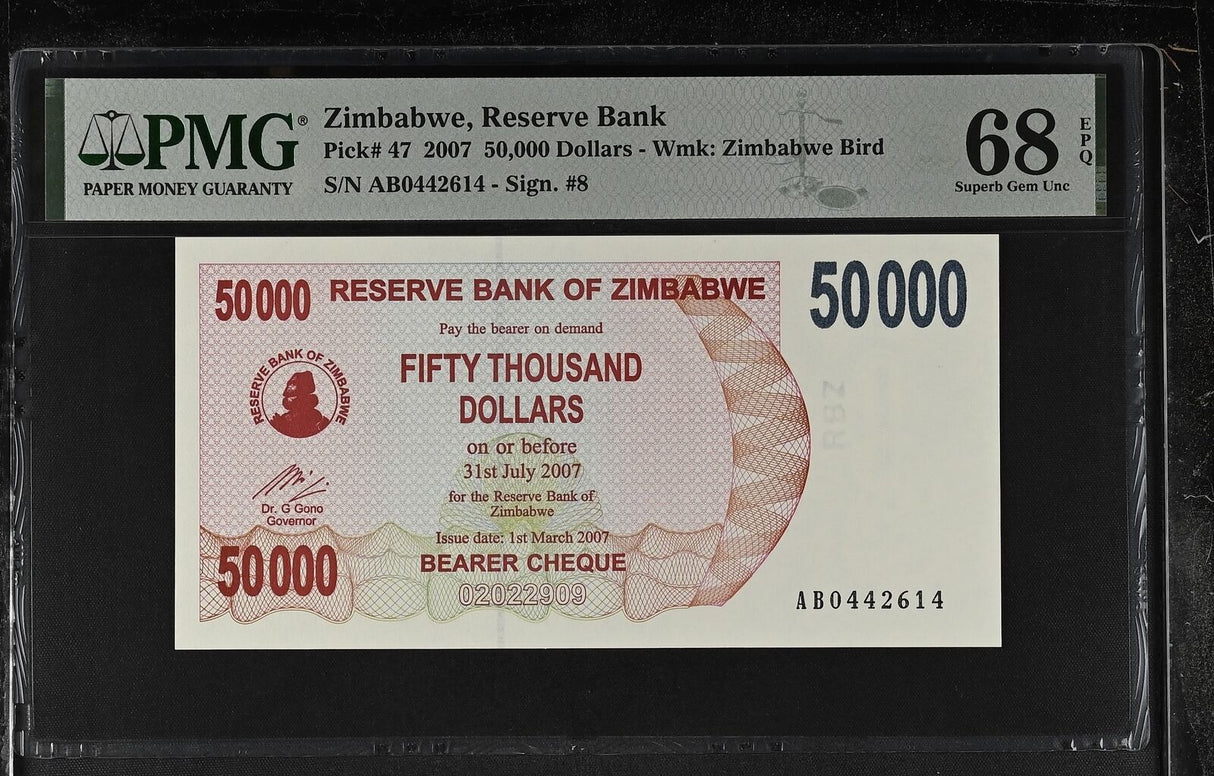 PMG®
PAPER MONEY GUARANTY
Zimbabwe, Reserve Bank
Pick# 47 2007 50,000 Dollars - Wmk: Zimbabwe Bird
S/N AB0442614 - Sign. #8
68
EPQ
Superb Gem Unc
50000
RESERVE BANK OF ZIMBABWE
50000
Pay the bearer on demand
RESERVE BANK OF ZIMBABWE
FIFTY THOUSAND
DOLLARS
on or before
31st July 2007
for the Reserve Bank of
Zimbabwe
Dr. G Gono
Governor
Issue date: 1st March 2007
50000
BEARER CHEQUE
02022909
AB0442614
RBZ